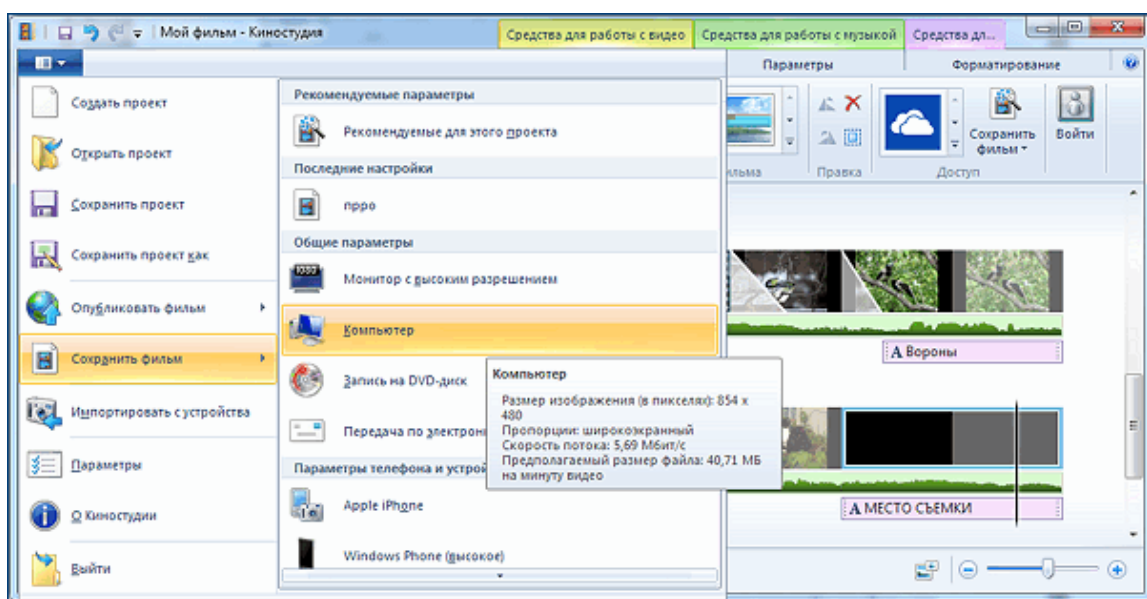 Мой фильм - Киностудия
Средства для работы с видео
Средства для работы с музыкой
Средства дл...
Параметры
Форматирование
Создать проект
Открыть проект
Сохранить проект
Сохранить проект как
Опубликовать фильм
Сохранить фильм
Импортировать с устройства
Параметры
О Киностудии
Выйти
Рекомендуемые параметры
Рекомендуемые для этого проекта
Последние настройки
прро
Общие параметры
1080
Монитор с высоким разрешением
Компьютер
Запись на DVD-диск
Передача по электрон
Параметры телефона и устрой
Apple iPhone
Windows Phone (высокое)
Компьютер
Размер изображения (в пикселях): 854 x
480
Пропорции: широкоэкранный
Скорость потока: 5,69 Мбит/с
Предполагаемый размер файла: 40,71 МБ
на минуту видео
Сохранить
фильм
Войти
льма
Правка
Доступ
A Вороны
A МЕСТО СЪЕМКИ